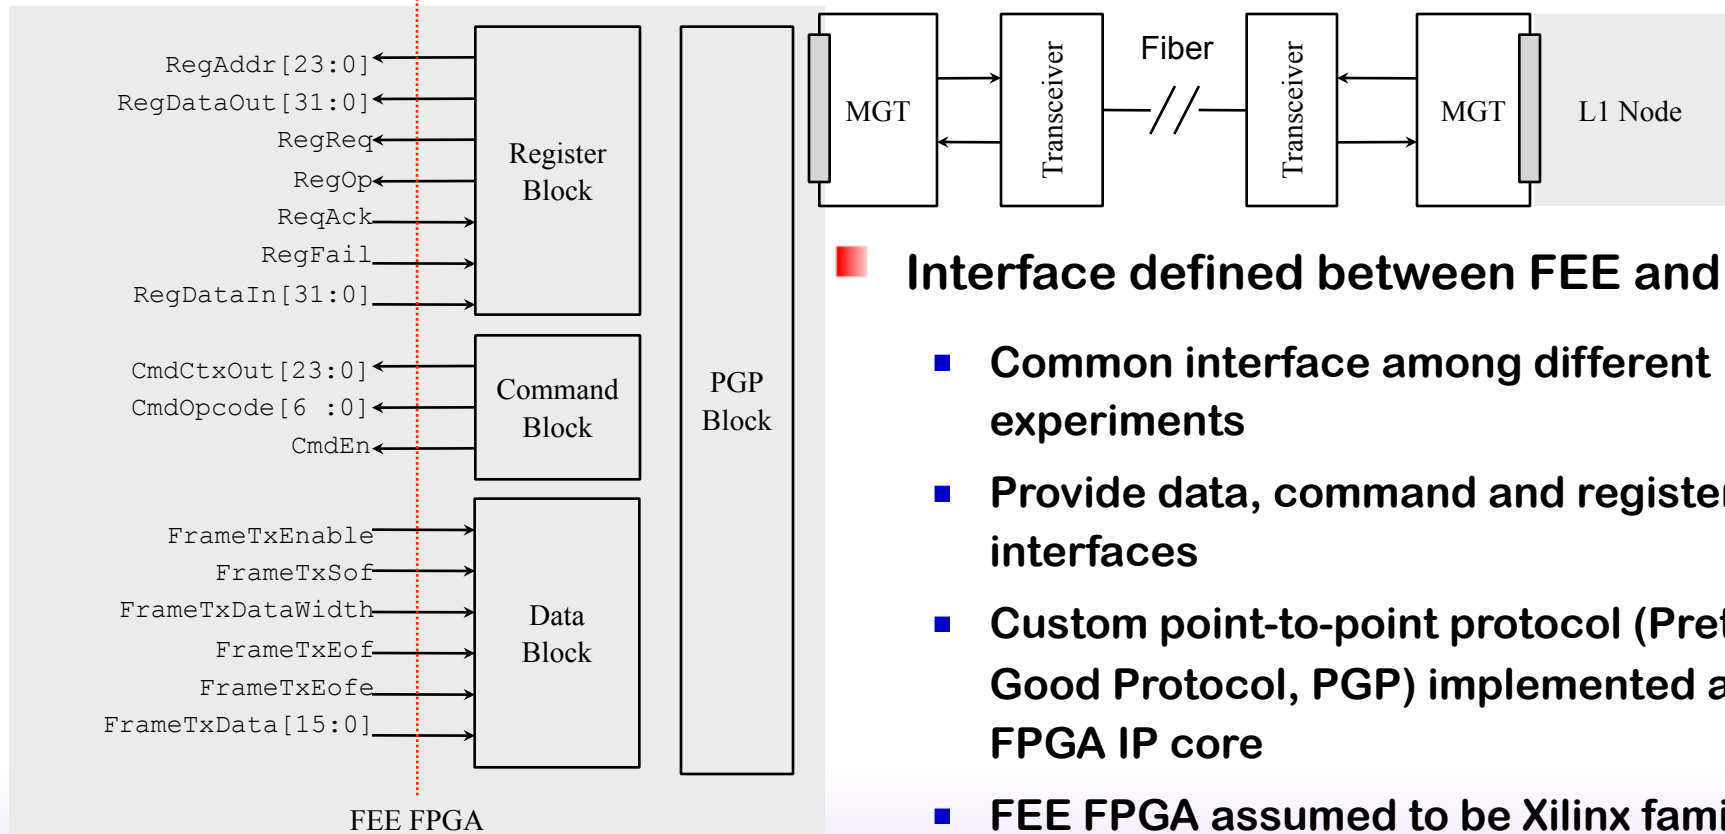 RegAddr[23:0]
RegDataOut[31:0]
RegReq
RegOp
ReqAck
RegFail
RegDataIn[31:0]
Register
Block
CmdCtxOut[23:0]
CmdOpcode[6 :0]
CmdEn
Command
Block
FrameTxEnable
FrameTxSof
FrameTxDataWidth
FrameTxEof
FrameTxEofe
FrameTxData[15:0]
Data
Block
PGP
Block
FEE FPGA
MGT
Transceiver
Fiber
Transceiver
MGT
L1 Node
Interface defined between FEE and
Common interface among different
experiments
Provide data, command and register
interfaces
Custom point-to-point protocol (Pret
Good Protocol, PGP) implemented a
FPGA IP core
FEE FPGA assumed to be Xilinx fami